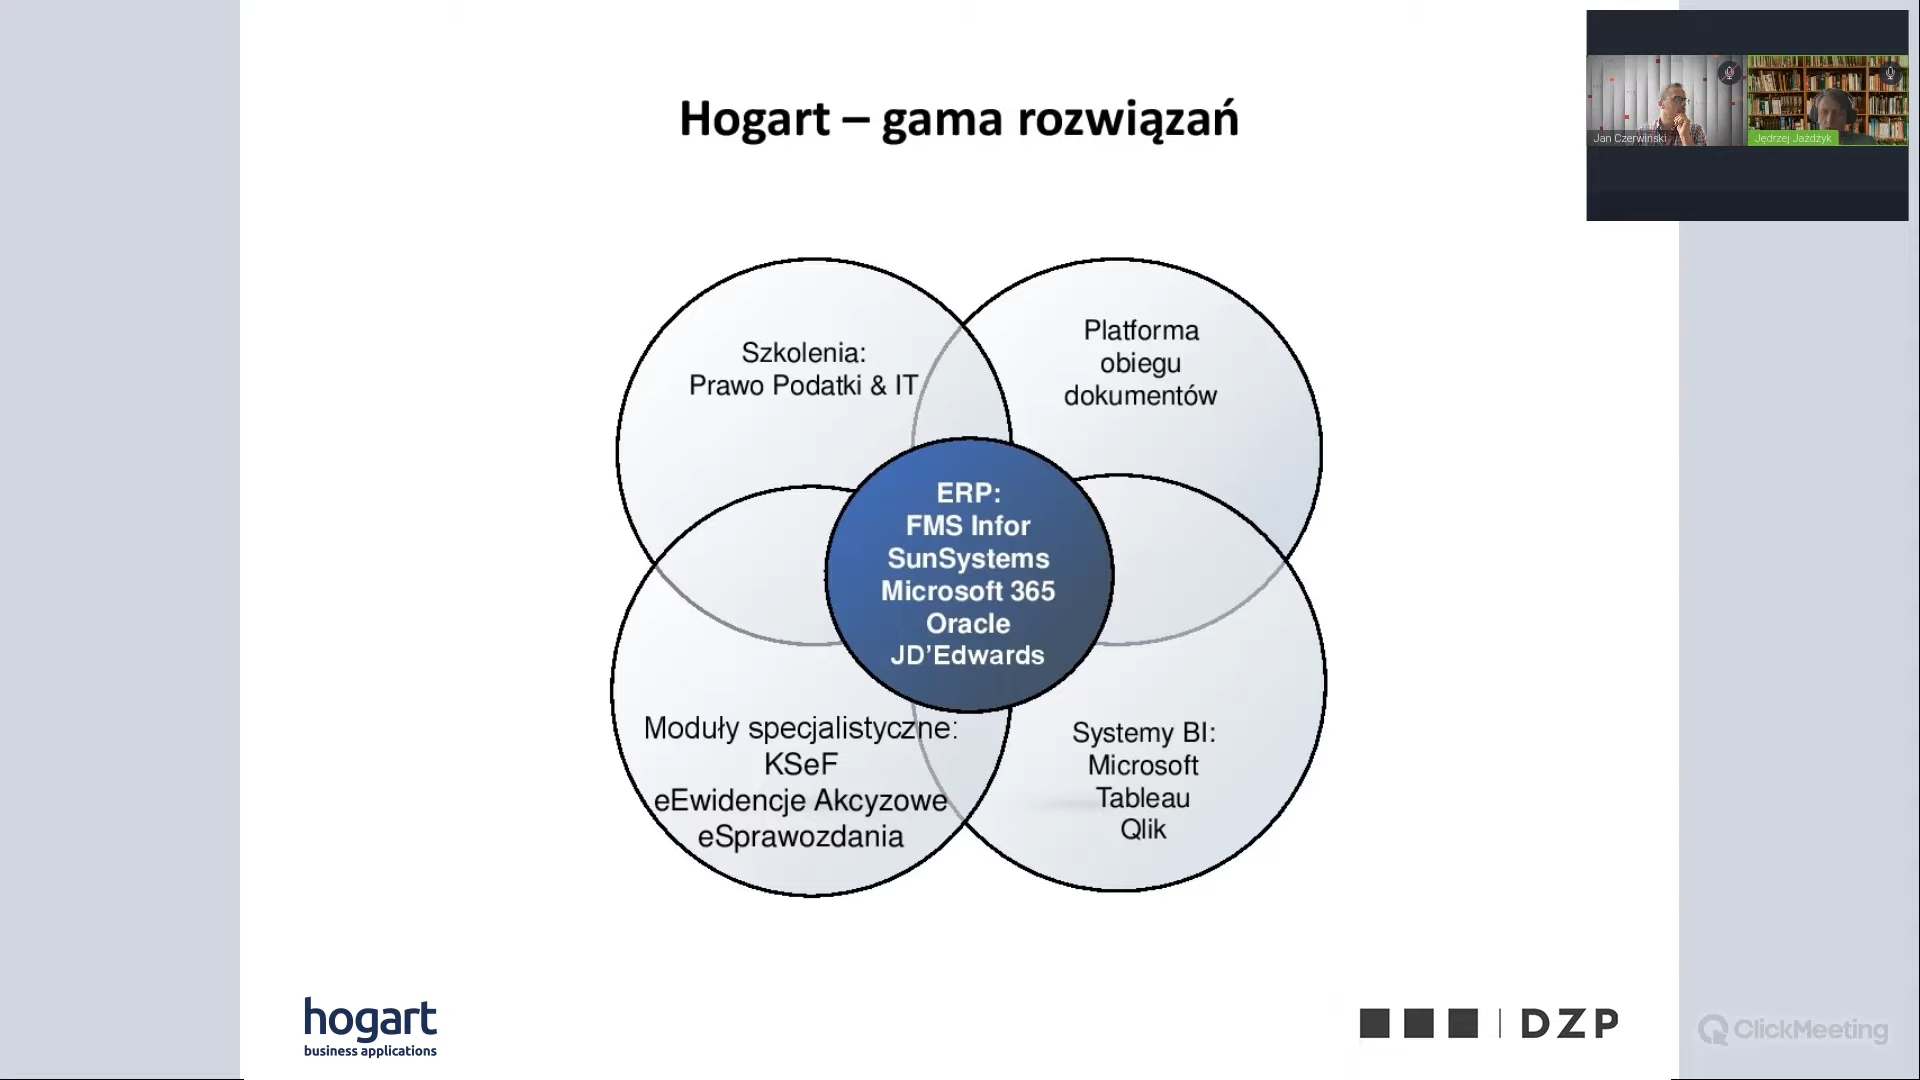 Hogart – gama rozwiązań
Jan Czerwiński
Jędrzej Jażdżyk
Szkolenia:
Prawo Podatki & IT
Platforma
obiegu
dokumentów
ERP:
FMS Infor
SunSystems
Microsoft 365
Oracle
JD’Edwards
Moduły specjalistyczne:
KSeF
eEwidencje Akcyzowe
eSprawozdania
Systemy BI:
Microsoft
Tableau
Qlik
hogart
business applications
DZP
ClickMeeting